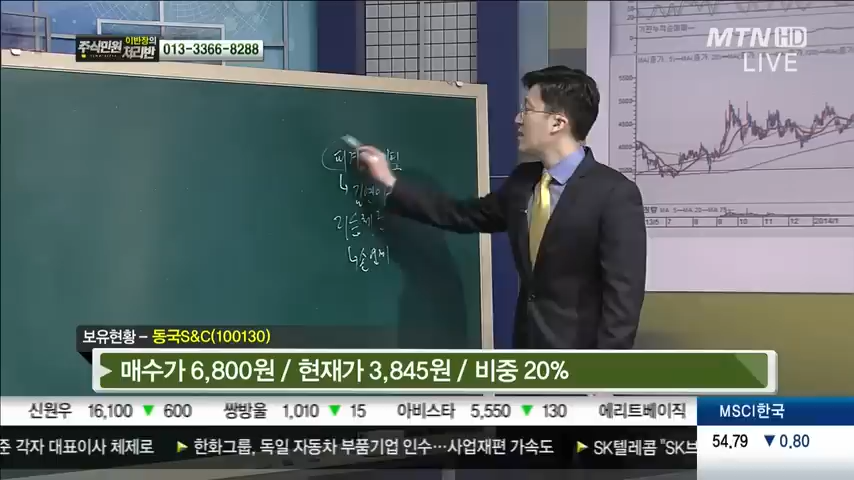 주식민원 이반장의 처리반
013-3366-8288
MTN HD
LIVE
보유현황 - 동국S&C(100130)
매수가 6,800원 / 현재가 3,845원 / 비중 20%
신원우 16,100 ▼ 600 쌍방울 1,010 ▼ 15 아비스타 5,550 ▼ 130 에리트베이직
MSCI한국
54.79 ▼0.80
준 각자 대표이사 체제로 ▶ 한화그룹, 독일 자동차 부품기업 인수…사업재편 가속도 ▶ SK텔레콤 "SK브